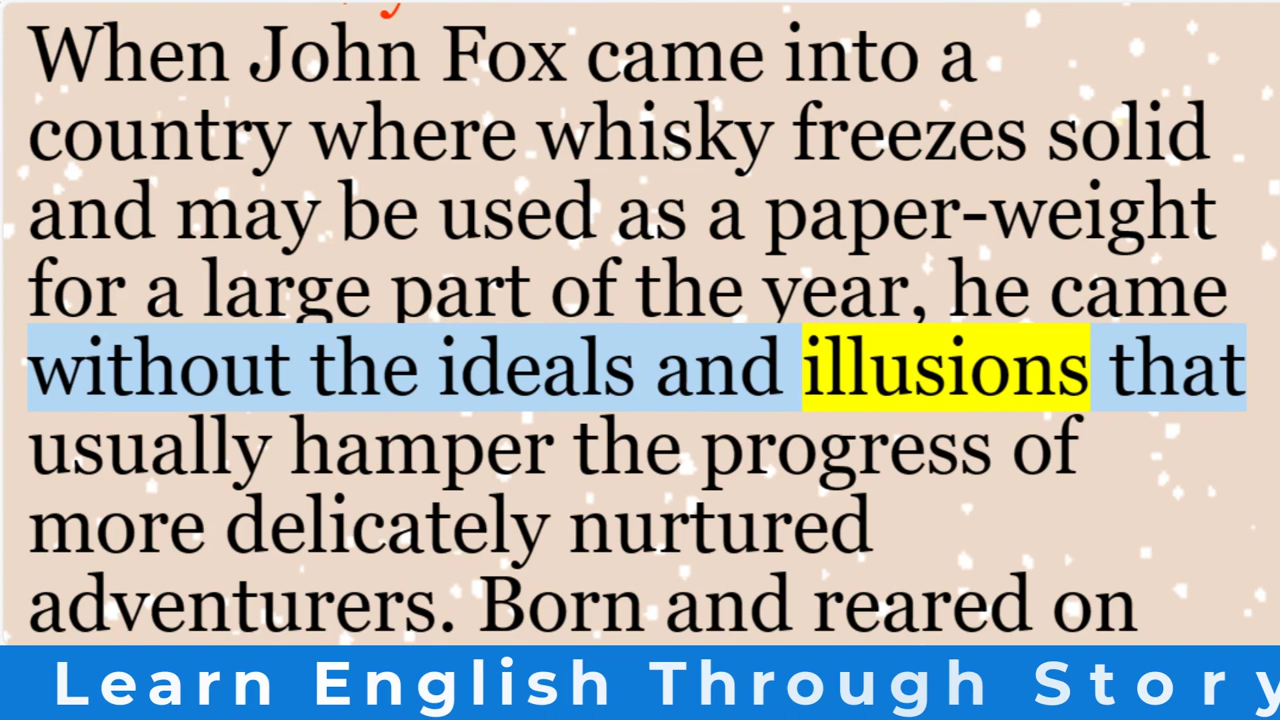 When John Fox came into a
country where whisky freezes solid
and may be used as a paper-weight
for a large part of the year, he came
without the ideals and illusions that
usually hamper the progress of
more delicately nurtured
adventurers. Born and reared on
Learn English Through Story